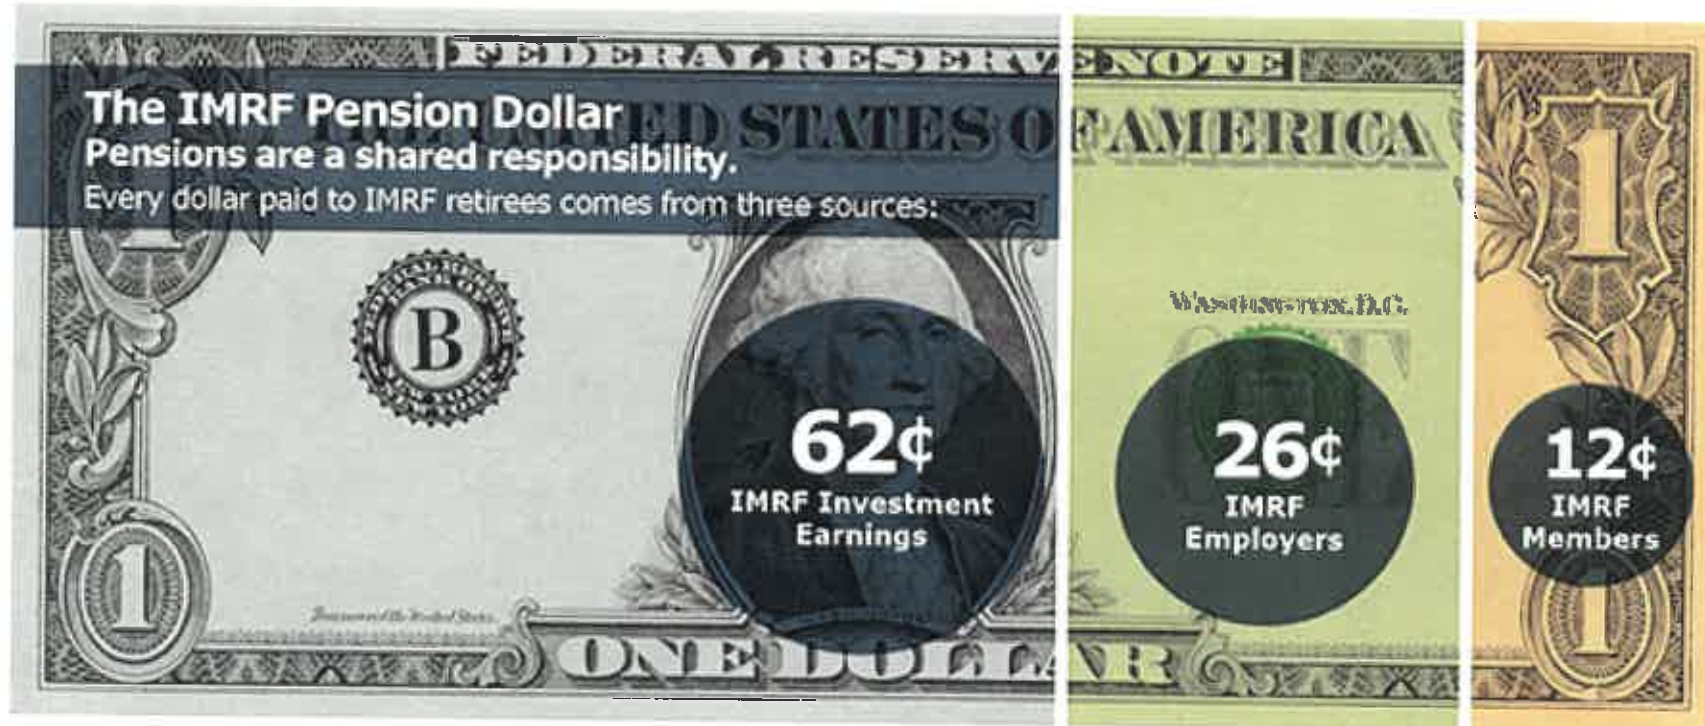 FEDERAL RESERVE NOTE
The IMRF Pension Dollar
STATES OF AMERICA
Pensions are a shared responsibility.
Every dollar paid to IMRF retirees comes from three sources:
1
1
B
62¢
IMRF Investment
Earnings
26¢
IMRF
Employers
12¢
IMRF
Members
1
1
ONE DOLLAR